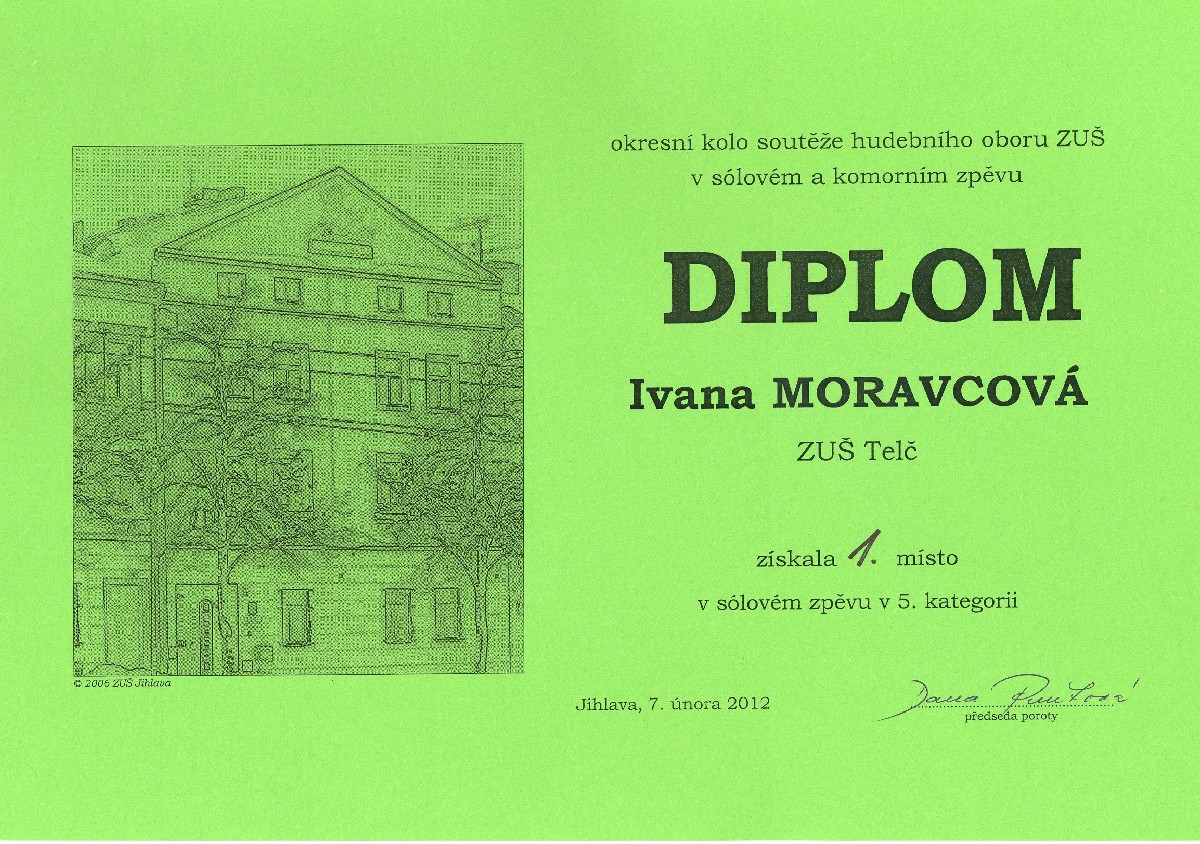 okresní kolo soutěže hudebního oboru ZUŠ
v sólovém a komorním zpěvu
DIPLOM
Ivana MORAVCOVÁ
ZUŠ Telč
získala 1. místo
v sólovém zpěvu v 5. kategorii
© 2006 ZUŠ Jihlava
Jihlava, 7. února 2012
Dana
předseda poroty